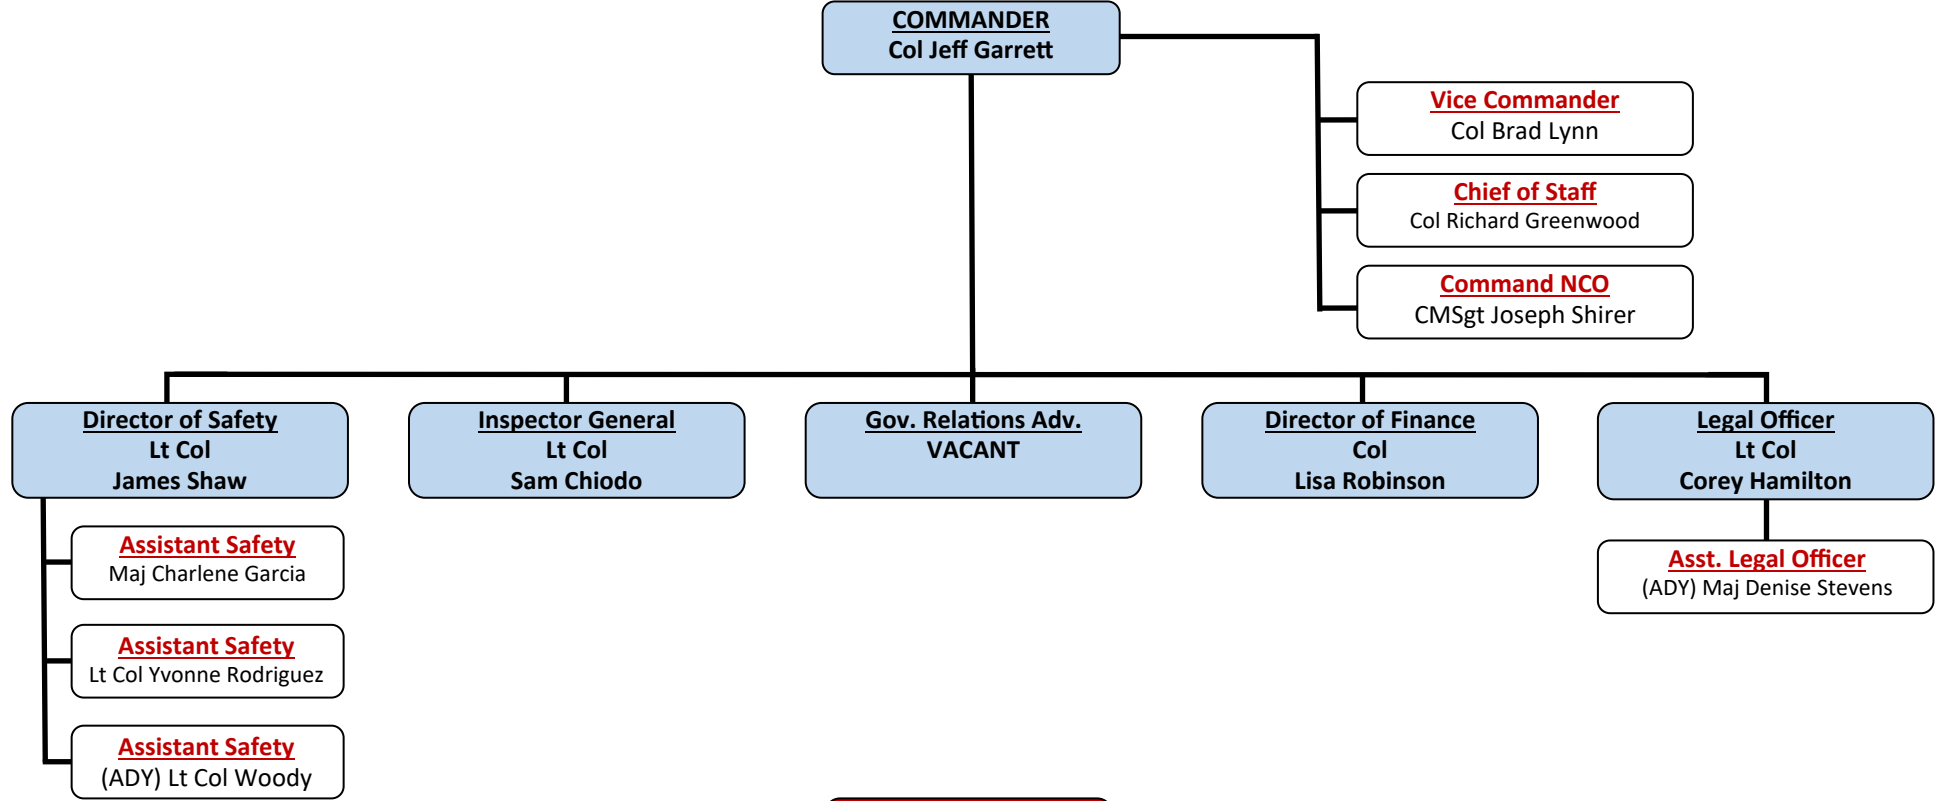 COMMANDER
Col Jeff Garrett
Vice Commander
Col Brad Lynn
Chief of Staff
Col Richard Greenwood
Command NCO
CMSgt Joseph Shirer
Director of Safety
Lt Col
James Shaw
Inspector General
Lt Col
Sam Chiodo
Gov. Relations Adv.
VACANT
Director of Finance
Col
Lisa Robinson
Legal Officer
Lt Col
Corey Hamilton
Assistant Safety
Maj Charlene Garcia
Assistant Safety
Lt Col Yvonne Rodriguez
Assistant Safety
(ADY) Lt Col Woody
Asst. Legal Officer
(ADY) Maj Denise Stevens